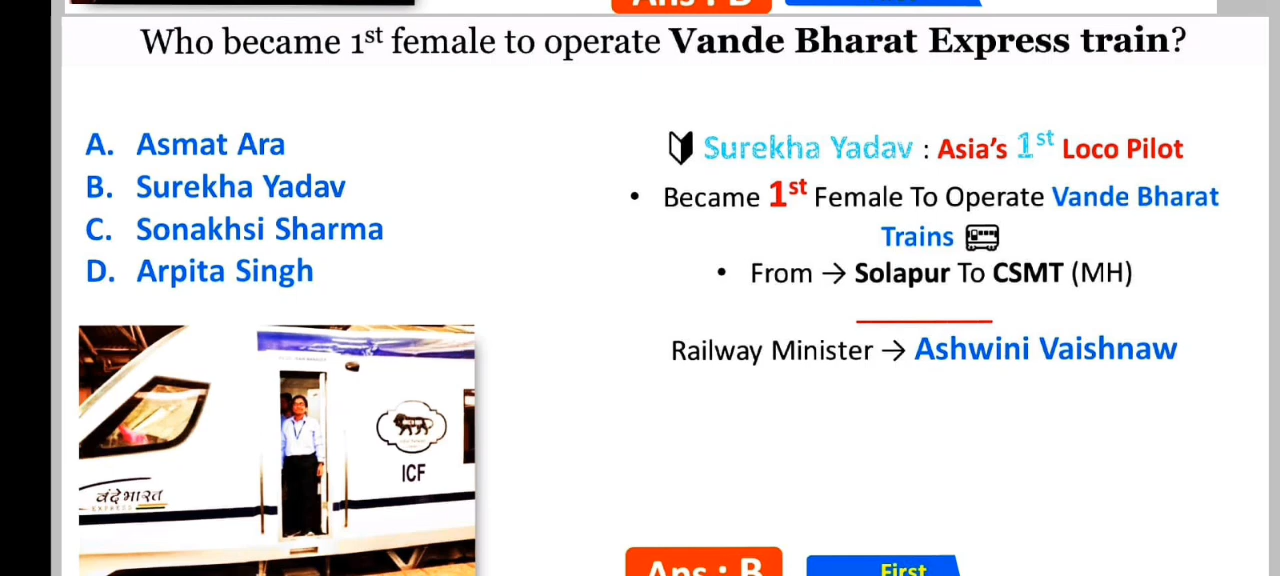 Ans : B
Who became 1st female to operate Vande Bharat Express train?
A. Asmat Ara
B. Surekha Yadav
C. Sonakhsi Sharma
D. Arpita Singh
Surekha Yadav : Asia's 1st Loco Pilot
• Became 1st Female To Operate Vande Bharat
Trains
• From → Solapur To CSMT (MH)
Railway Minister → Ashwini Vaishnaw
ICF
वंदे भारत
EXPRESS
Ans : B
First